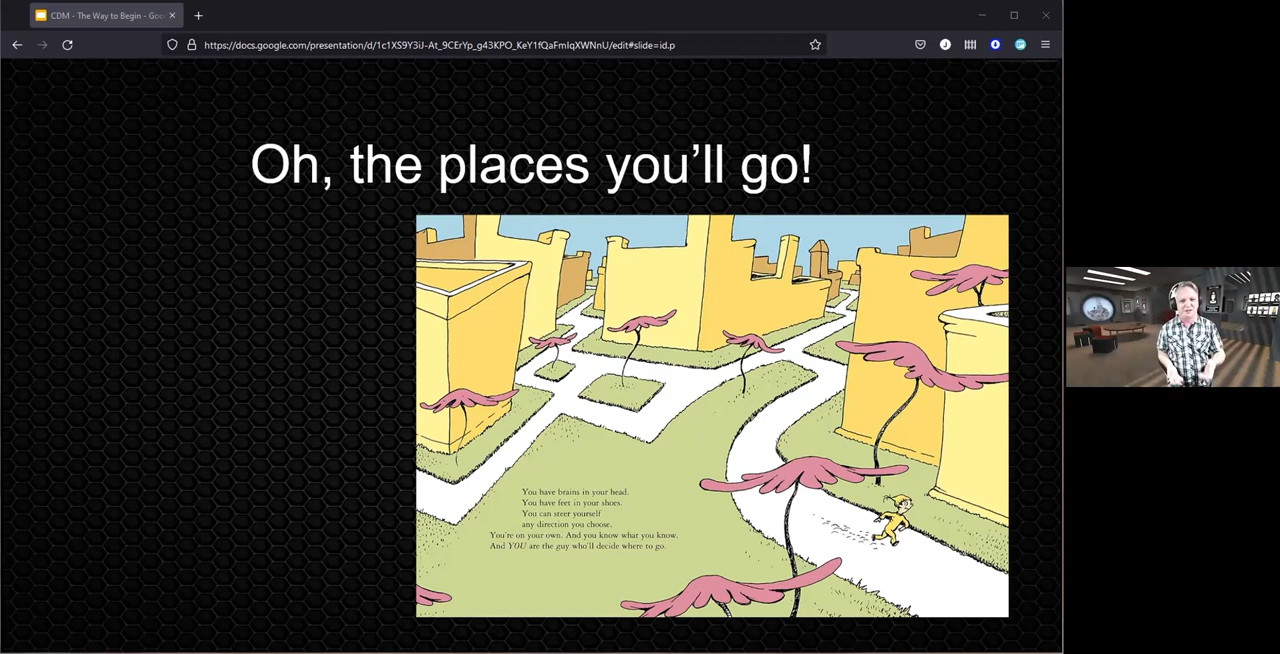 CDM - The Way to Begin - Goo
https://docs.google.com/presentation/d/1c1XS9Y3iJ-At_9CErYp_g43KPO_KeY1fQaFmIqXWNnU/edit#slide=id.p
Oh, the places you’ll go!
You have brains in your head.
You have feet in your shoes.
You can steer yourself
any direction you choose.
You're on your own. And you know what you know.
And YOU are the guy who'll decide where to go.